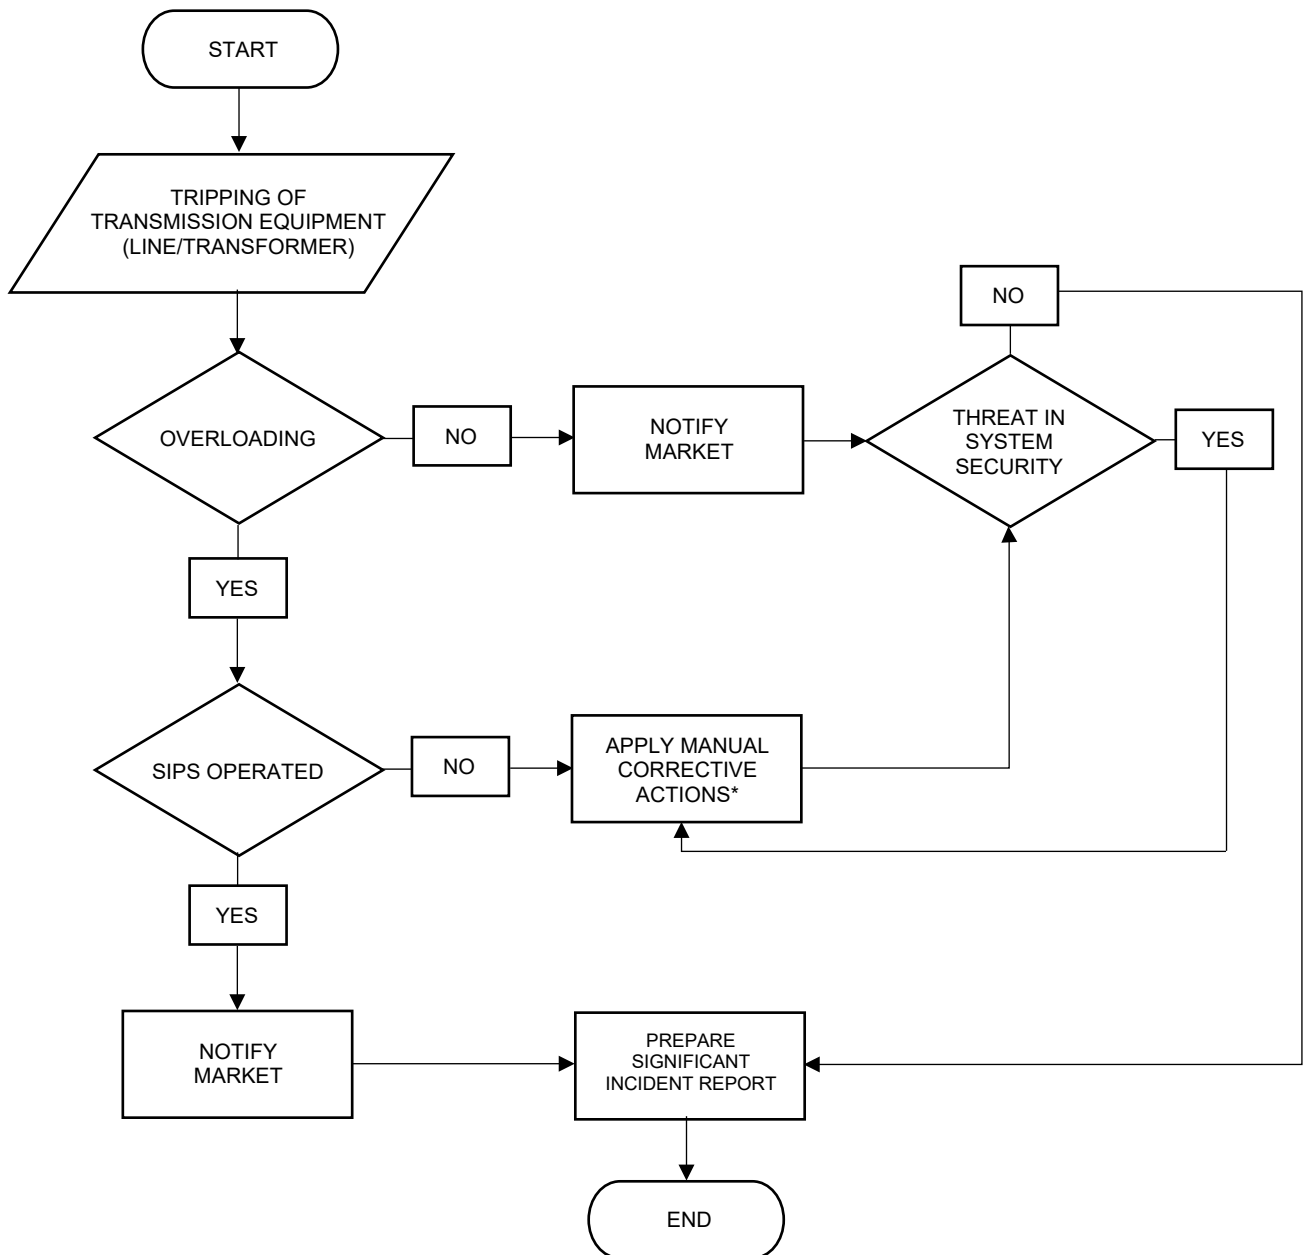 START
TRIPPING OF
TRANSMISSION EQUIPMENT
(LINE/TRANSFORMER)
NO
OVERLOADING
NO
NOTIFY
MARKET
THREAT IN
SYSTEM
SECURITY
YES
YES
SIPS OPERATED
NO
APPLY MANUAL
CORRECTIVE
ACTIONS*
YES
NOTIFY
MARKET
PREPARE
SIGNIFICANT
INCIDENT REPORT
END